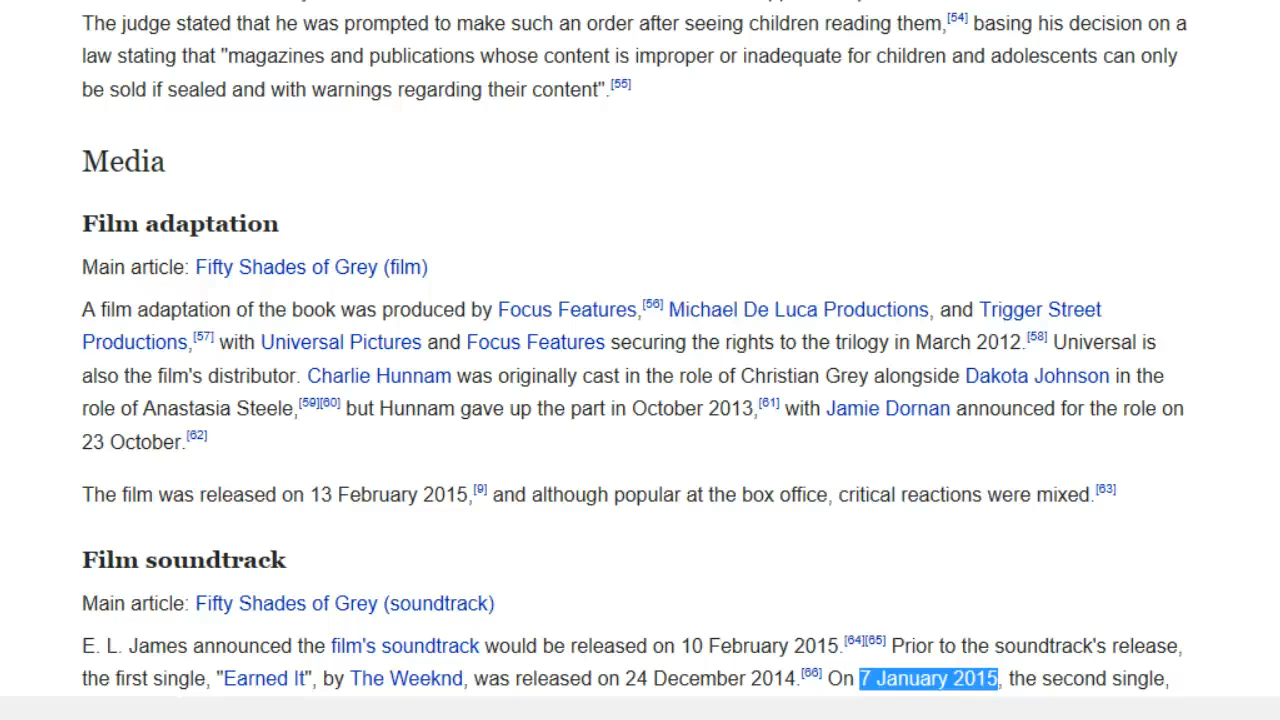 The judge stated that he was prompted to make such an order after seeing children reading them,[54] basing his decision on a
law stating that "magazines and publications whose content is improper or inadequate for children and adolescents can only
be sold if sealed and with warnings regarding their content".[55]
Media
Film adaptation
Main article: Fifty Shades of Grey (film)
A film adaptation of the book was produced by Focus Features,[56] Michael De Luca Productions, and Trigger Street
Productions,[57] with Universal Pictures and Focus Features securing the rights to the trilogy in March 2012.[58] Universal is
also the film's distributor. Charlie Hunnam was originally cast in the role of Christian Grey alongside Dakota Johnson in the
role of Anastasia Steele,[59][60] but Hunnam gave up the part in October 2013,[61] with Jamie Dornan announced for the role on
23 October.[62]
The film was released on 13 February 2015,[9] and although popular at the box office, critical reactions were mixed.[63]
Film soundtrack
Main article: Fifty Shades of Grey (soundtrack)
E. L. James announced the film's soundtrack would be released on 10 February 2015.[64][65] Prior to the soundtrack's release,
the first single, "Earned It", by The Weeknd, was released on 24 December 2014.[66] On 7 January 2015, the second single,